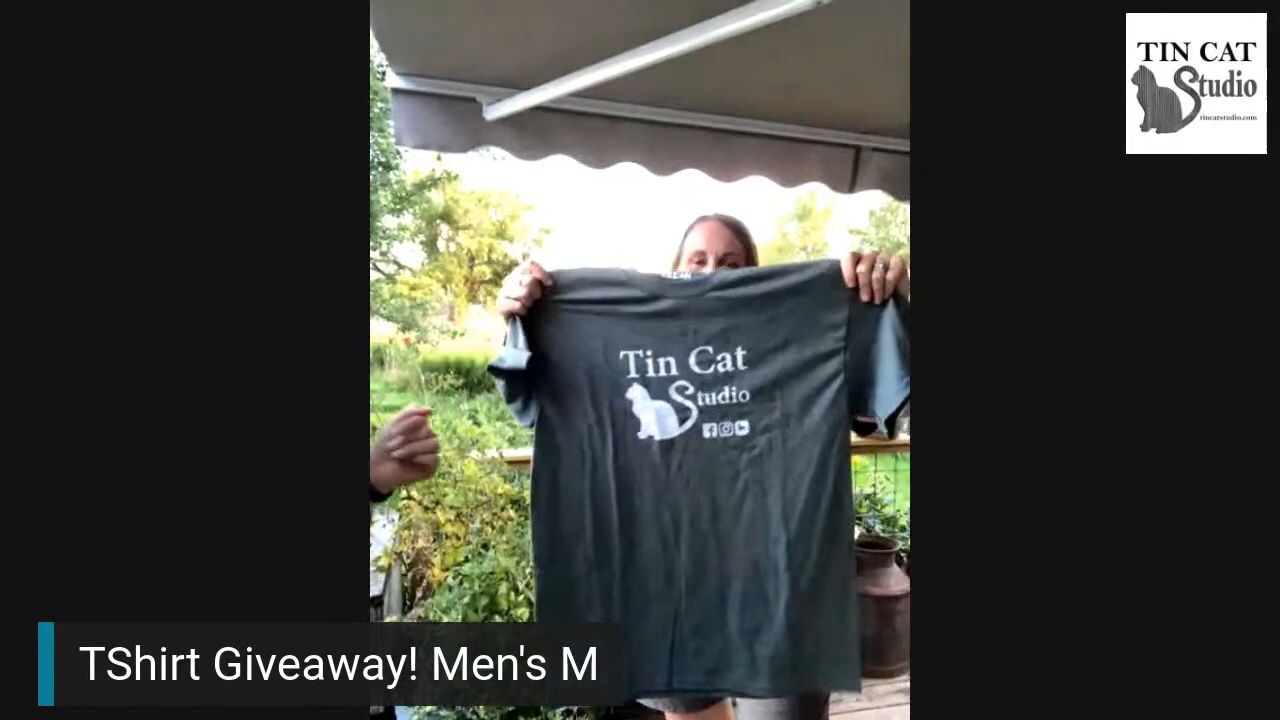 TIN CAT
Studio
tincatstudio.com
Tin Cat
Studio
TShirt Giveaway! Men's M